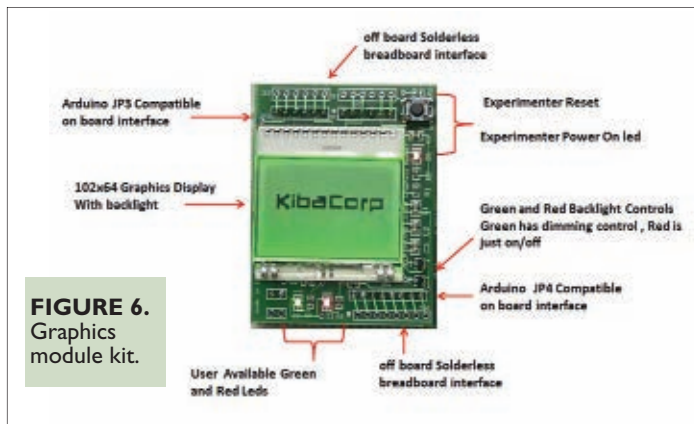 off board Solderless
breadboard interface
Arduino JP3 Compatible
on board interface
Experimenter Reset
Experimenter Power On led
102x64 Graphics Display
With backlight
KibaCorp
Green and Red Backlight Controls
Green has dimming control , Red is
just on/off
Arduino JP4 Compatible
on board interface
FIGURE 6.
Graphics
module kit.
User Available Green
and Red Leds
off board Solderless
breadboard interface